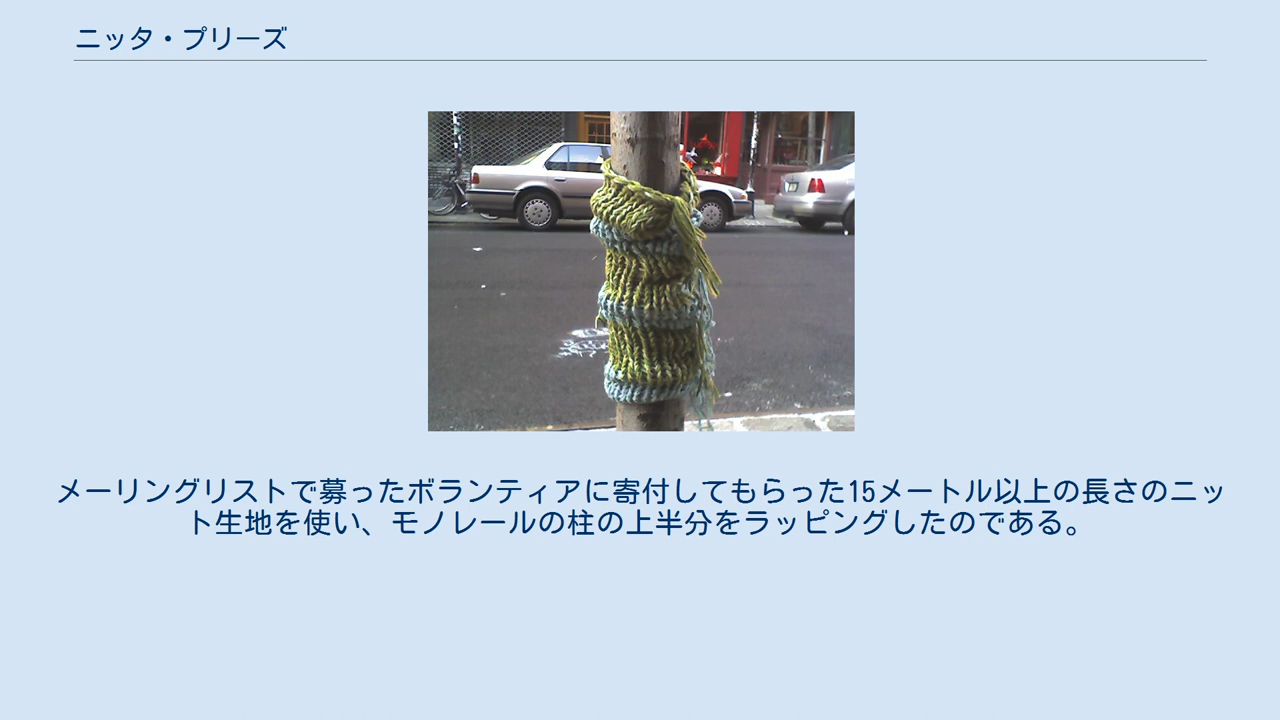 ニッタ・プリーズ
メーリングリストで募ったボランティアに寄付してもらった15メートル以上の長さのニッ
ト生地を使い、モノレールの柱の上半分をラッピングしたのである。